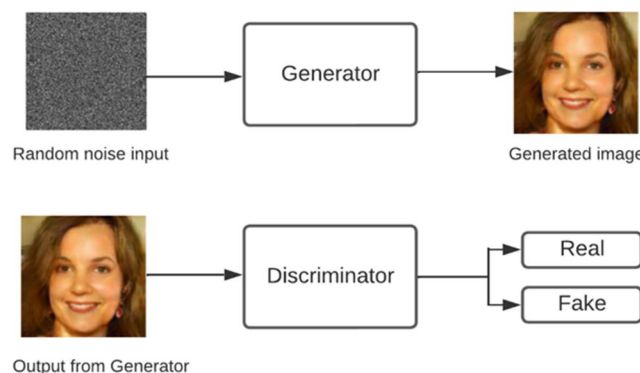 Generator
Random noise input
Generated image
Discriminator
Real
Fake
Output from Generator